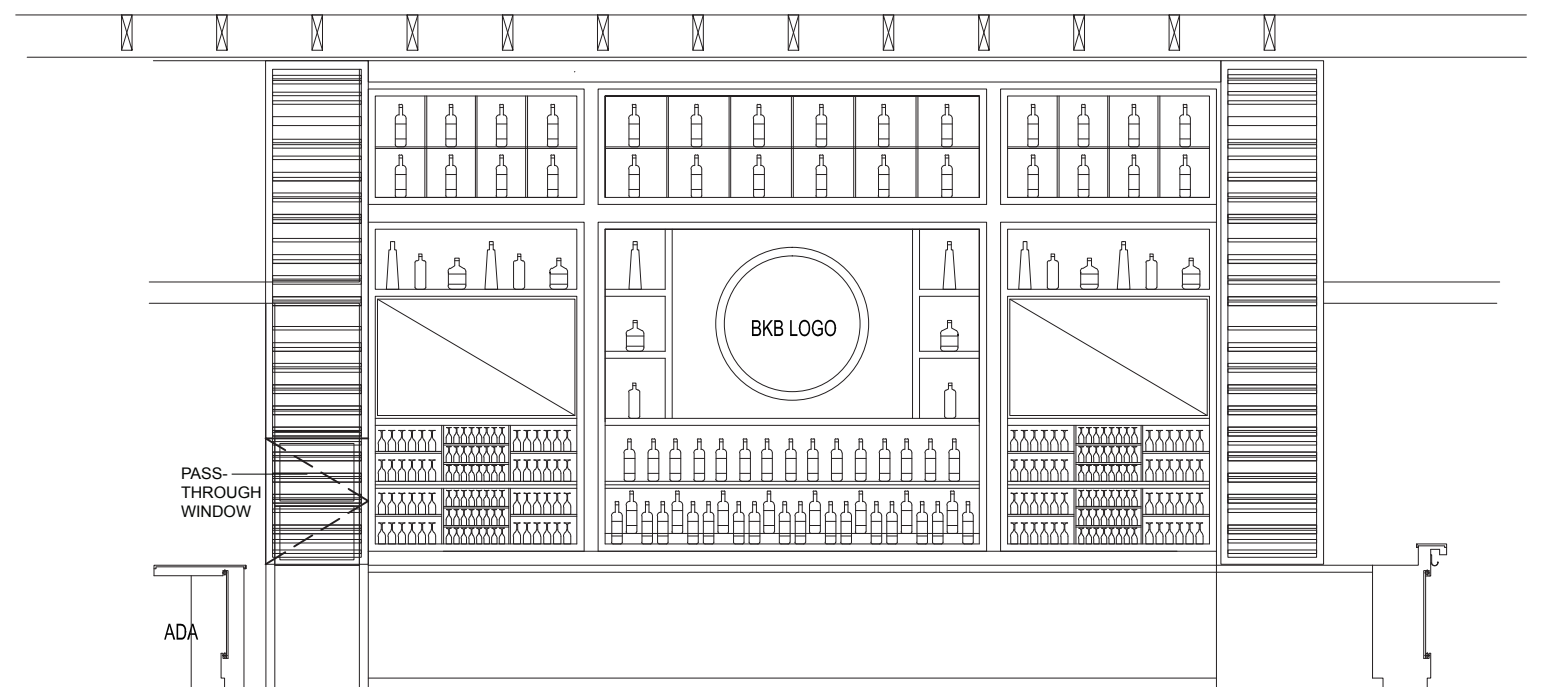 BKB LOGO
PASS-
THROUGH
WINDOW
ADA